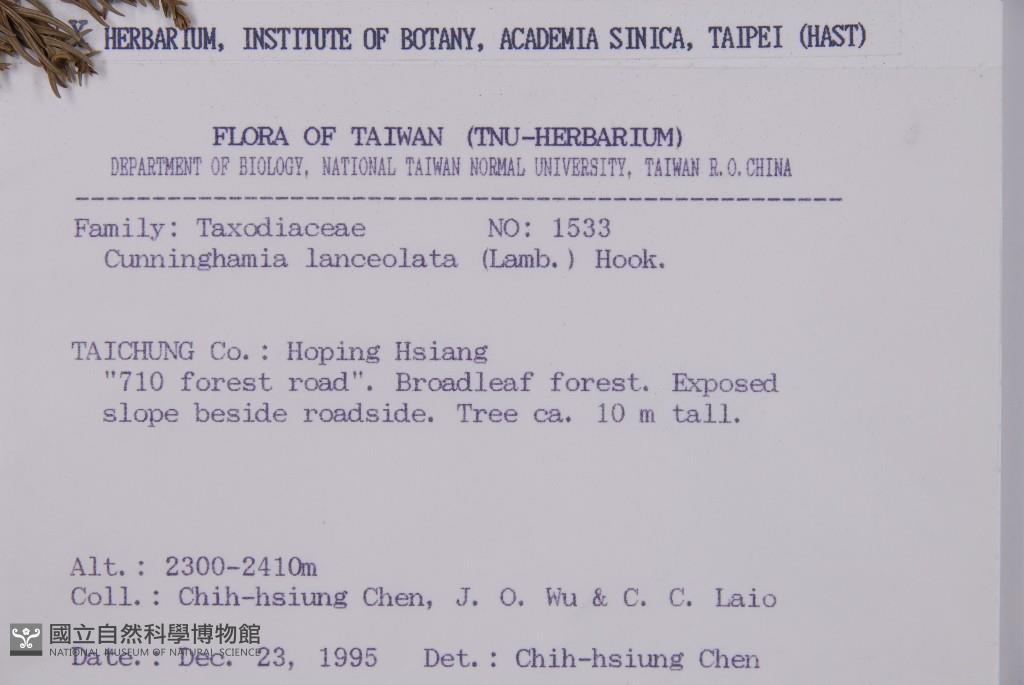 HERBARIUM, INSTITUTE OF BOTANY, ACADEMIA SINICA, TAIPEI (HAST)
FLORA OF TAIWAN (TNU-HERBARIUM)
DEPARTMENT OF BIOLOGY, NATIONAL TAIWAN NORMAL UNIVERSITY, TAIWAN R.O.CHINA
Family: Taxodiaceae NO: 1533
Cunninghamia lanceolata (Lamb.) Hook.
TAICHUNG Co.: Hoping Hsiang
"710 forest road". Broadleaf forest. Exposed
slope beside roadside. Tree ca. 10 m tall.
Alt.: 2300-2410m
Coll.: Chih-hsiung Chen, J. O. Wu & C. C. Laio
國立自然科學博物館
NATIONAL MUSEUM OF NATURAL SCIENCE
Date.: Dec. 23, 1995 Det.: Chih-hsiung Chen